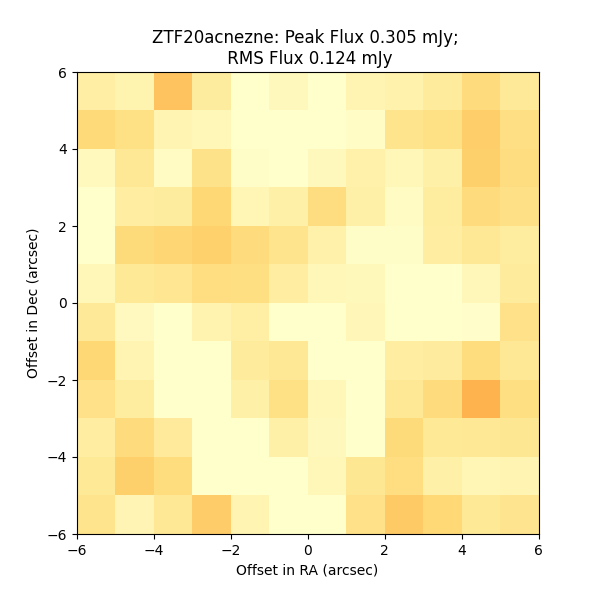 ZTF20acnezne: Peak Flux 0.305 mJy;
RMS Flux 0.124 mJy
6
4
2
0
−2
−4
−6
Offset in Dec (arcsec)
−6 −4 −2 0 2 4 6
Offset in RA (arcsec)